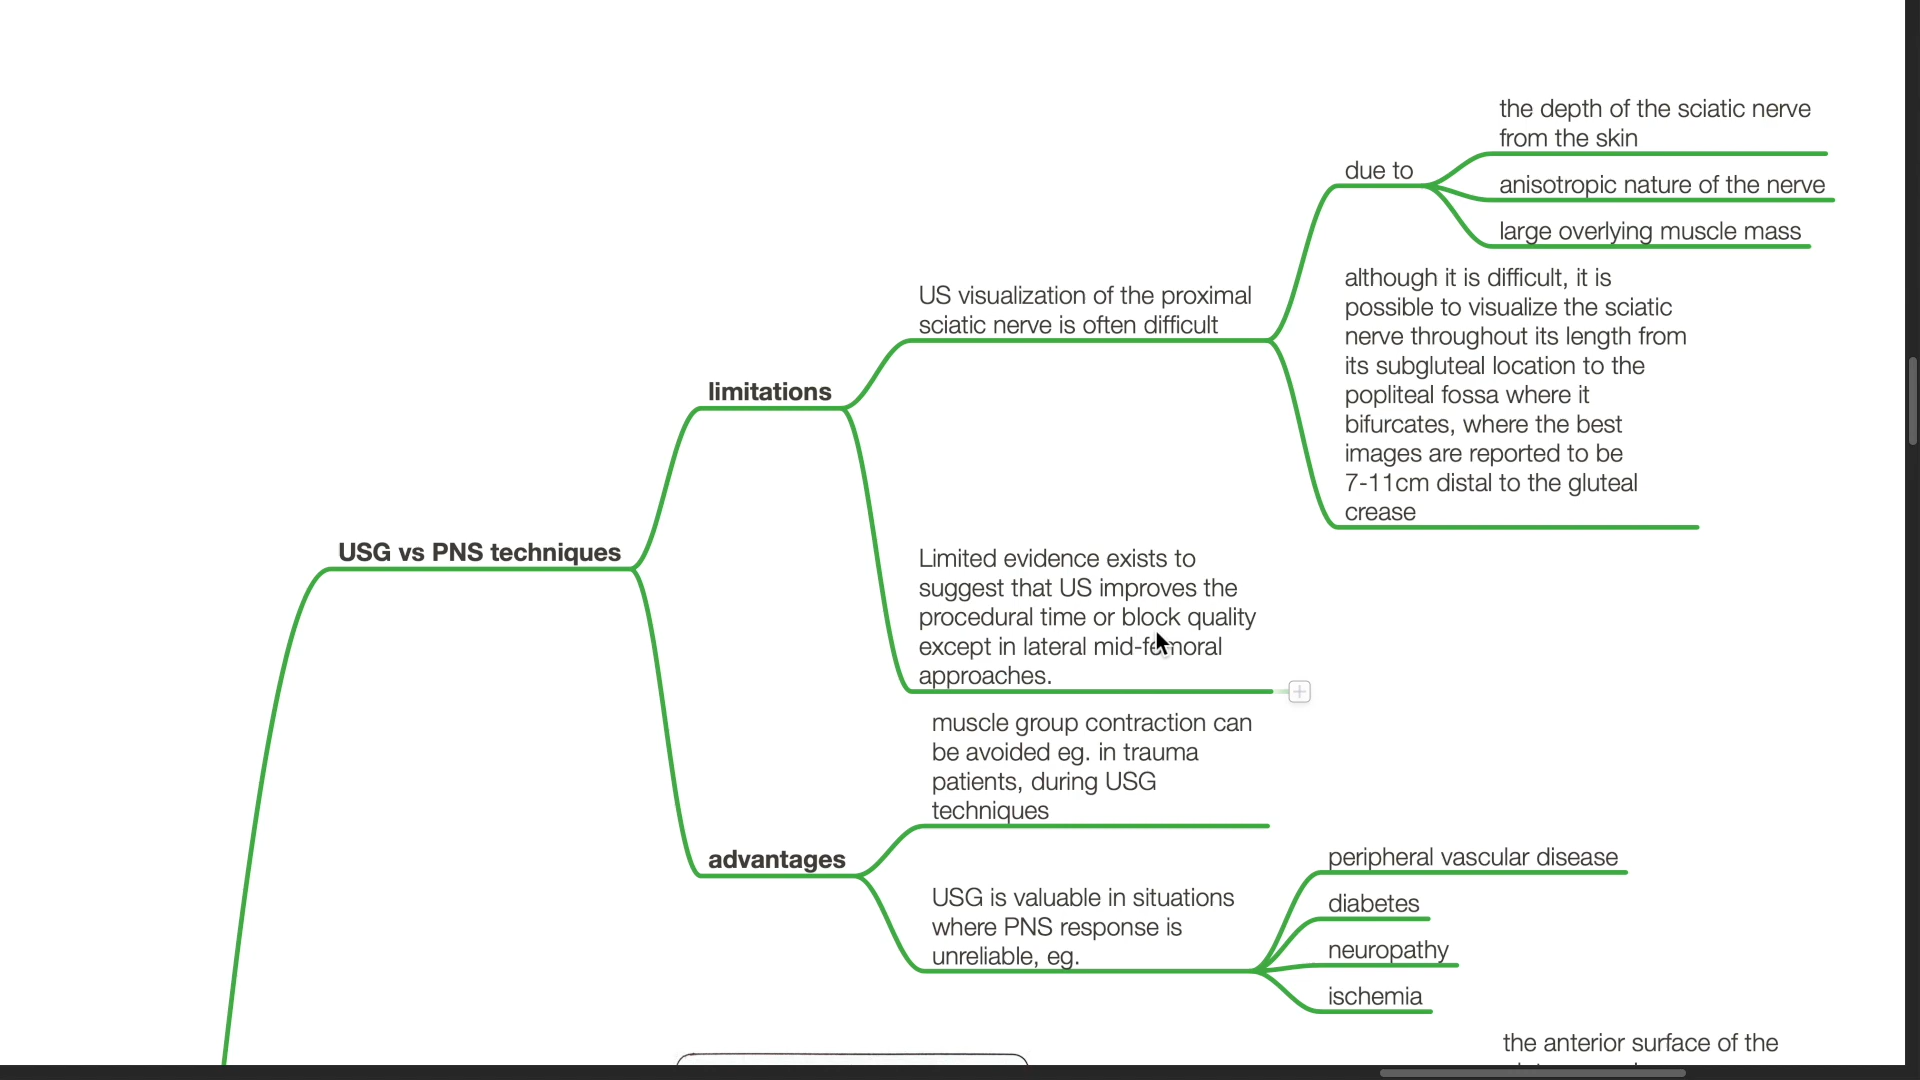 the depth of the sciatic nerve
from the skin
due to
anisotropic nature of the nerve
large overlying muscle mass
although it is difficult, it is
possible to visualize the sciatic
nerve throughout its length from
its subgluteal location to the
popliteal fossa where it
bifurcates, where the best
images are reported to be
7-11cm distal to the gluteal
crease
US visualization of the proximal
sciatic nerve is often difficult
limitations
USG vs PNS techniques
Limited evidence exists to
suggest that US improves the
procedural time or block quality
except in lateral mid-femoral
approaches.
muscle group contraction can
be avoided eg. in trauma
patients, during USG
techniques
advantages
USG is valuable in situations
where PNS response is
unreliable, eg.
peripheral vascular disease
diabetes
neuropathy
ischemia
the anterior surface of the